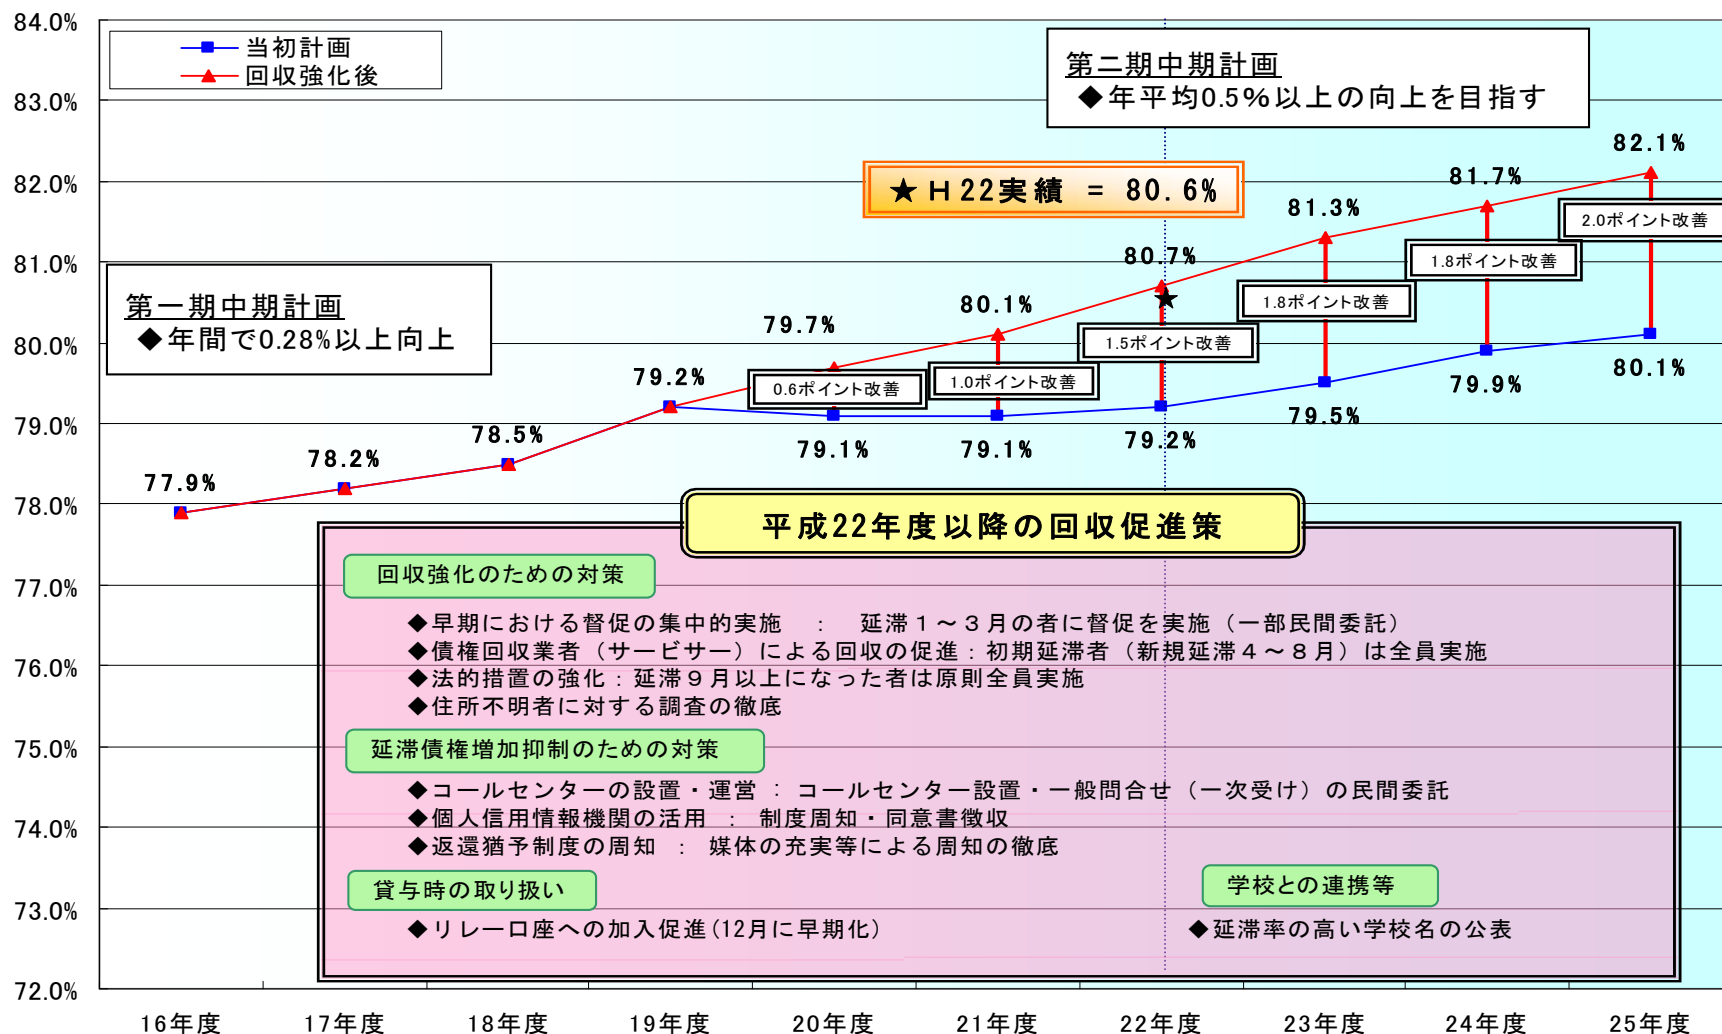 84.0%
83.0%
82.0%
81.0%
80.0%
79.0%
78.0%
77.0%
76.0%
75.0%
74.0%
73.0%
72.0%
当初計画
回収強化後
第二期中期計画
◆年平均0.5%以上の向上を目指す
★H22実績 = 80.6%
第一期中期計画
◆年間で0.28%以上向上
77.9%
78.2%
78.5%
79.2%
79.7%
80.1%
80.7%
81.3%
81.7%
82.1%
0.6ポイント改善
1.0ポイント改善
1.5ポイント改善
1.8ポイント改善
1.8ポイント改善
2.0ポイント改善
★
79.1%
79.1%
79.2%
79.5%
79.9%
80.1%
平成22年度以降の回収促進策
回収強化のための対策
◆早期における督促の集中的実施 : 延滞1~3月の者に督促を実施(一部民間委託)
◆債権回収業者(サービサー)による回収の促進:初期延滞者(新規延滞4~8月)は全員実施
◆法的措置の強化:延滞9月以上になった者は原則全員実施
◆住所不明者に対する調査の徹底
延滞債権増加抑制のための対策
◆コールセンターの設置・運営 : コールセンター設置・一般問合せ(一次受け)の民間委託
◆個人信用情報機関の活用 : 制度周知・同意書徴収
◆返還猶予制度の周知 : 媒体の充実等による周知の徹底
貸与時の取り扱い
◆リレー口座への加入促進(12月に早期化)
学校との連携等
◆延滞率の高い学校名の公表
16年度
17年度
18年度
19年度
20年度
21年度
22年度
23年度
24年度
25年度